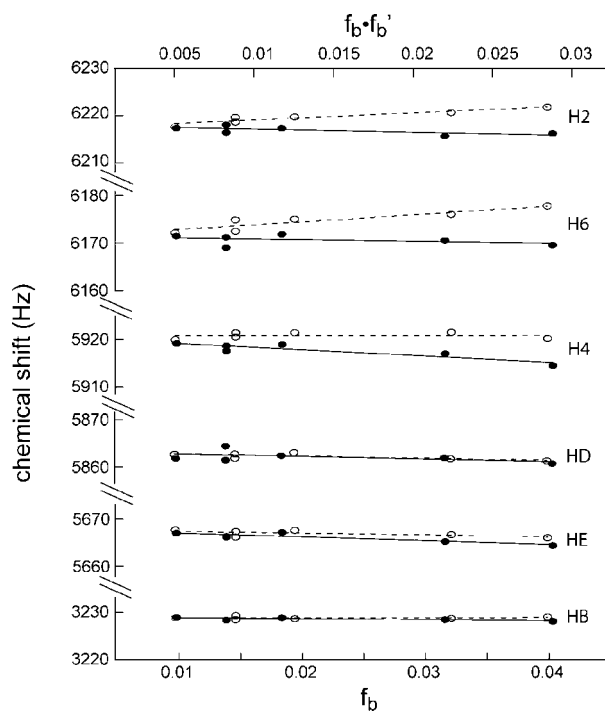 f_b•f_b'
0.005 0.01 0.015 0.02 0.025 0.03
6230
6220
6210
H2
6180
6170
6160
H6
5920
5910
H4
5870
5860
HD
5670
5660
HE
3230
3220
HB
chemical shift (Hz)
0.01 0.02 0.03 0.04
f_b